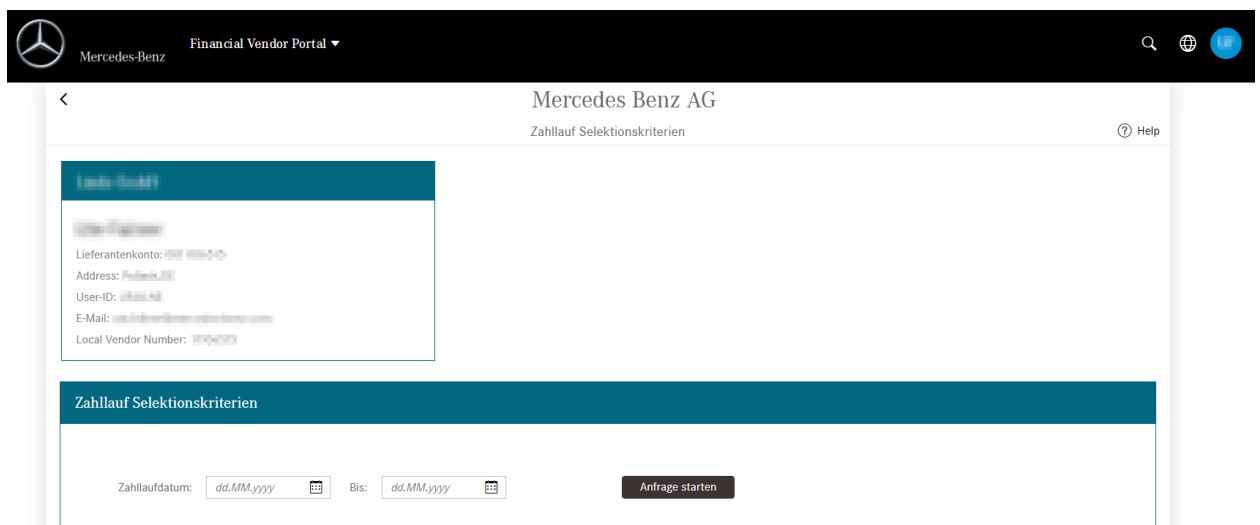 Mercedes-Benz
Financial Vendor Portal
Mercedes Benz AG
Zahllauf Selektionskriterien
Help
Lieferantenkonto:
Address:
User-ID:
E-Mail:
Local Vendor Number:
Zahllauf Selektionskriterien
Zahllaufdatum: dd.MM.yyyy Bis: dd.MM.yyyy Anfrage starten